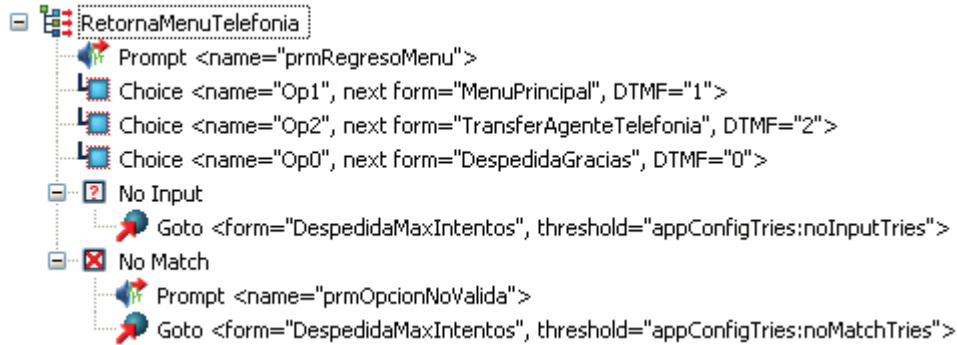 RetornaMenuTelefonia
Prompt <name="prmRegresoMenu">
Choice <name="Op1", next form="MenuPrincipal", DTMF="1">
Choice <name="Op2", next form="TransferAgenteTelefonia", DTMF="2">
Choice <name="Op0", next form="DespedidaGracias", DTMF="0">
No Input
Goto <form="DespedidaMaxIntentos", threshold="appConfigTries:noInputTries">
No Match
Prompt <name="prmOpcionNoValida">
Goto <form="DespedidaMaxIntentos", threshold="appConfigTries:noMatchTries">